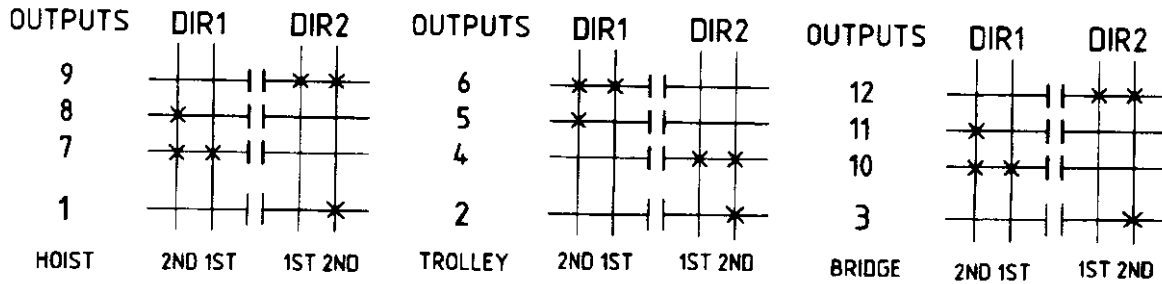 OUTPUTS DIR1 DIR2
9
8
7
1
HOIST 2ND 1ST 1ST 2ND
OUTPUTS DIR1 DIR2
6
5
4
2
TROLLEY 2ND 1ST 1ST 2ND
OUTPUTS DIR1 DIR2
12
11
10
3
BRIDGE 2ND 1ST 1ST 2ND